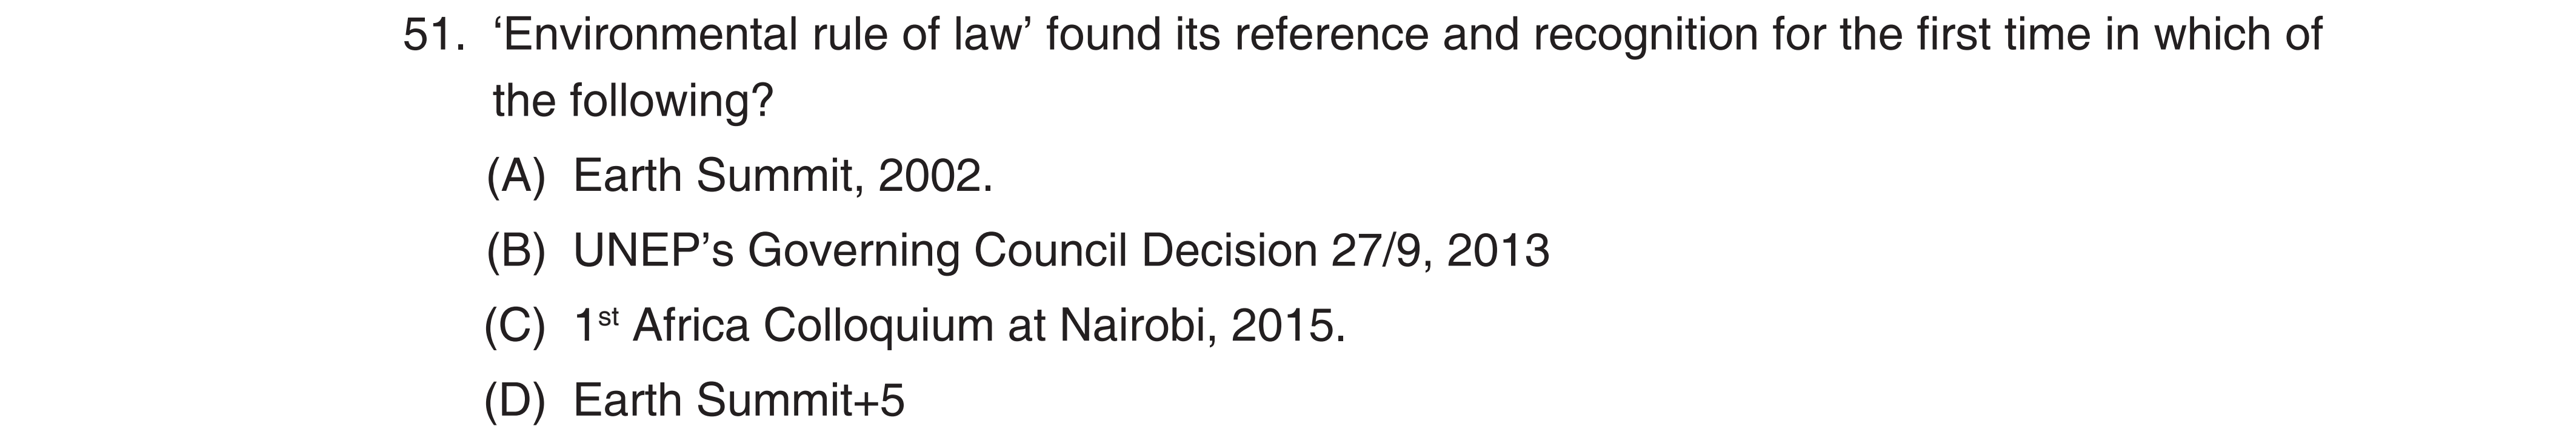 51. ‘Environmental rule of law’ found its reference and recognition for the first time in which of
the following?
(A) Earth Summit, 2002.
(B) UNEP’s Governing Council Decision 27/9, 2013
(C) 1st Africa Colloquium at Nairobi, 2015.
(D) Earth Summit+5